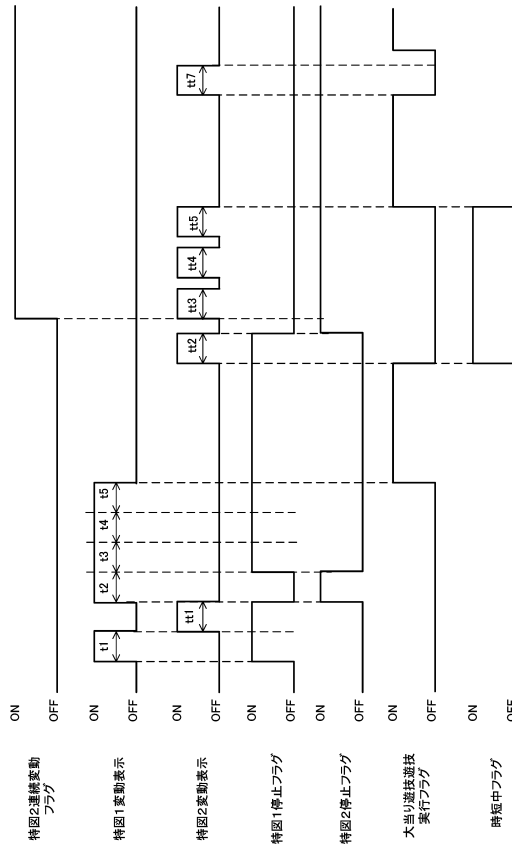 ON
OFF
特図2連続変動
フラグ
ON
t1
t2
t3
t4
t5
OFF
特図1変動表示
ON
tt1
tt2
tt3
tt4
tt5
tt7
OFF
特図2変動表示
ON
OFF
特図1停止フラグ
ON
OFF
特図2停止フラグ
ON
OFF
大当り遊技遊技
実行フラグ
ON
OFF
時短中フラグ